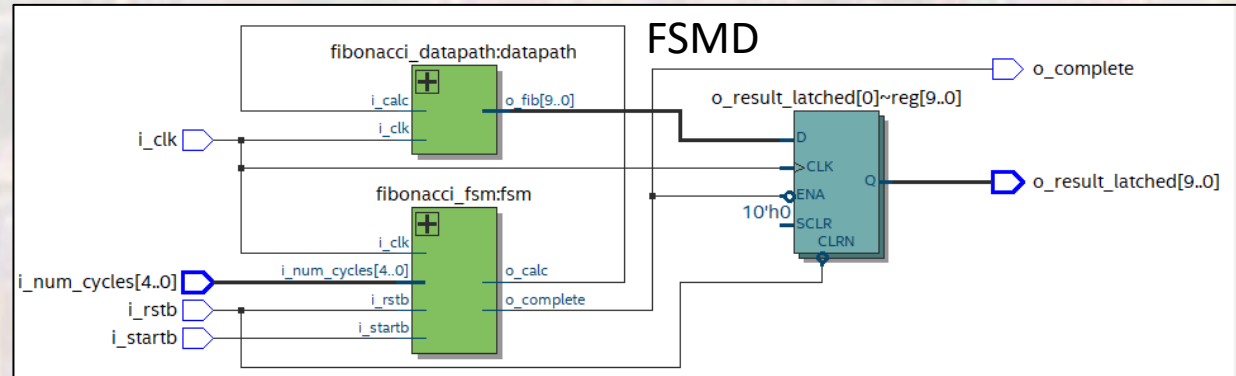 FSMD
fibonacci_datapath:datapath
i_calc
o_fib[9..0]
i_clk
i_clk
o_complete
o_result_latched[0]~reg[9..0]
D
>CLK
Q
ENA
10'h0
SCLR
CLRN
o_result_latched[9..0]
fibonacci_fsm:fsm
i_clk
i_num_cycles[4..0]
i_num_cycles[4..0]
o_calc
i_rstb
i_rstb
o_complete
i_startb
i_startb